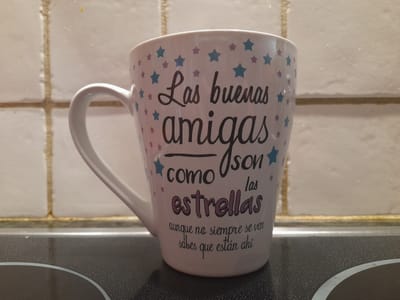 Las buenas
amigas
como son
las
estrellas
aunque no siempre se ven
sabes que están ahí